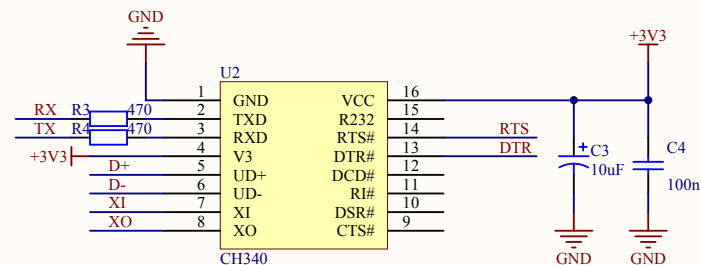 GND
+3V3
U2
1 GND VCC 16
RX R3 470 2 TXD R232 15
TX R4 470 3 RXD RTS# 14 RTS
+3V3 4 V3 DTR# 13 DTR
D+ 5 UD+ DCD# 12
D- 6 UD- RI# 11
XI 7 XI DSR# 10
XO 8 XO CTS# 9
CH340
+ C3
10uF
C4
100n
GND
GND